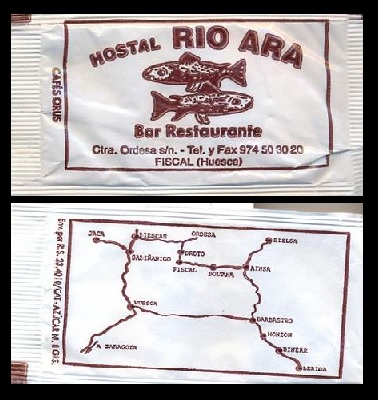 HOSTAL RIO ARA
CAFÉS ORÚS
Bar Restaurante
Ctra. Ordesa s/n. - Tel. y Fax 974 50 30 20
FISCAL (Huesca)
JACA
BIESCAS
ORDESA
BIELSA
SABIÑANIGO
BROTO
FISCAL
BOLTAÑA
AINSA
HUESCA
BARBASTRO
MONZON
A ZARAGOZA
BINEFAR
LERIDA